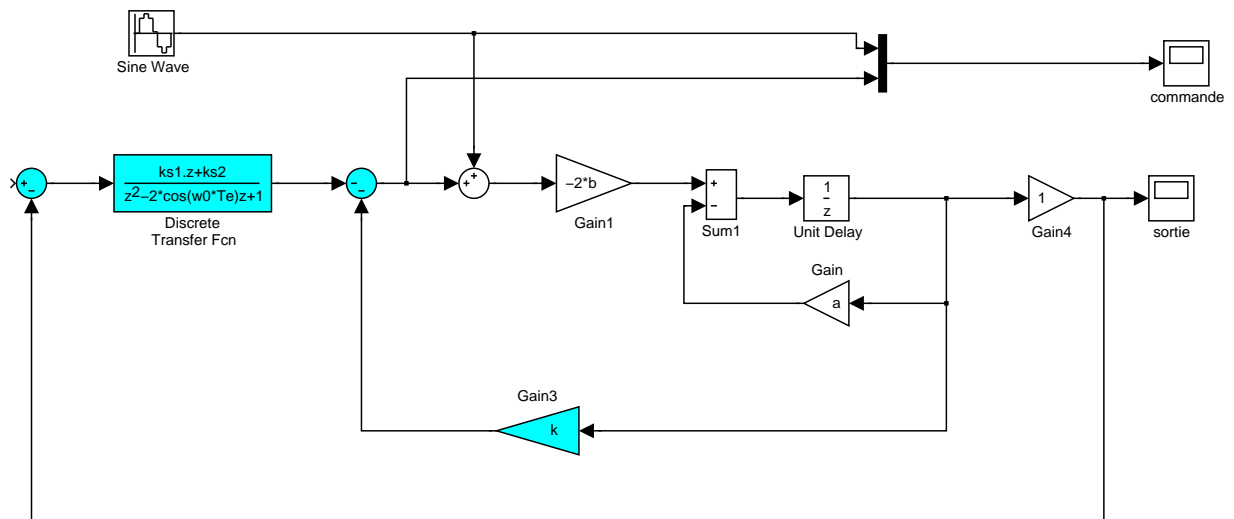 Sine Wave
commande
ks1.z+ks2
z2−2*cos(w0*Te)z+1
Discrete
Transfer Fcn
+
−
−
−
+
+
−2*b
Gain1
+
−
Sum1
1
z
Unit Delay
1
Gain4
sortie
Gain
a
Gain3
k